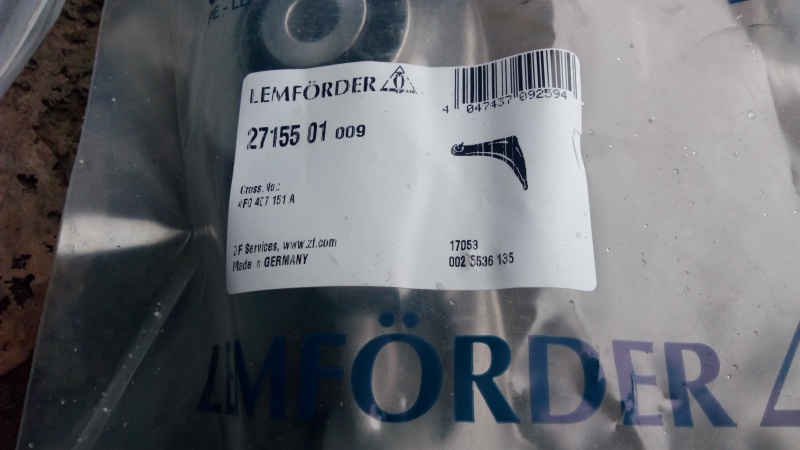 LEMFÖRDER
4 047437 092594
27155 01 009
Cross. No.:
4F0 407 151 A
ZF Services, www.zf.com
Made in GERMANY
17053
002 5536 135
LEMFÖRDER